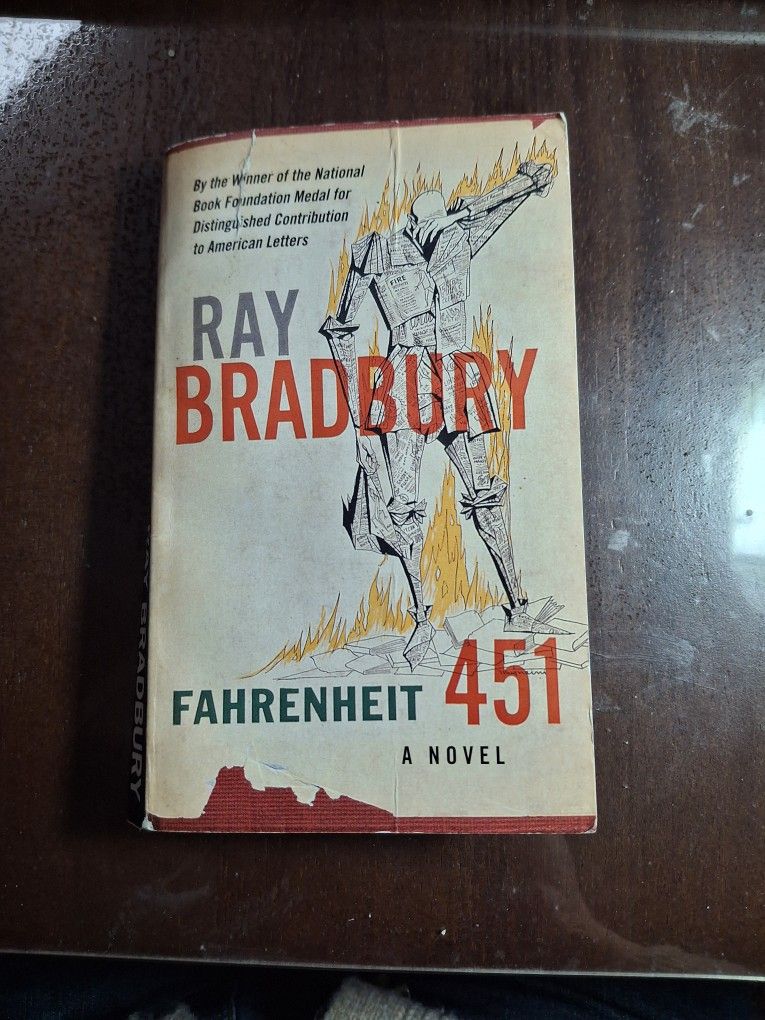 By the Winner of the National
Book Foundation Medal for
Distinguished Contribution
to American Letters
RAY
BRADBURY
FIRE
FAHRENHEIT 451
A NOVEL
RAY BRADBURY